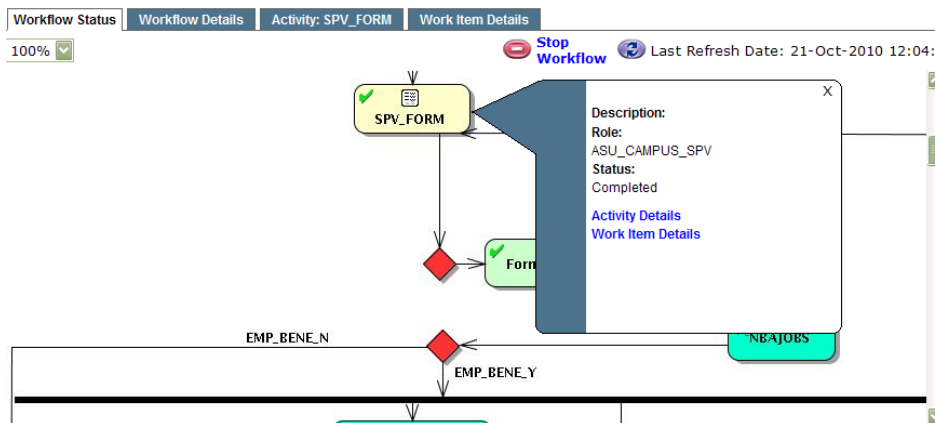 Workflow Status Workflow Details Activity: SPV_FORM Work Item Details
100% Stop Workflow Last Refresh Date: 21-Oct-2010 12:04:
SPV_FORM
X
Description:
Role:
ASU_CAMPUS_SPV
Status:
Completed
Activity Details
Work Item Details
Form
NBAJOBS
EMP_BENE_N
EMP_BENE_Y